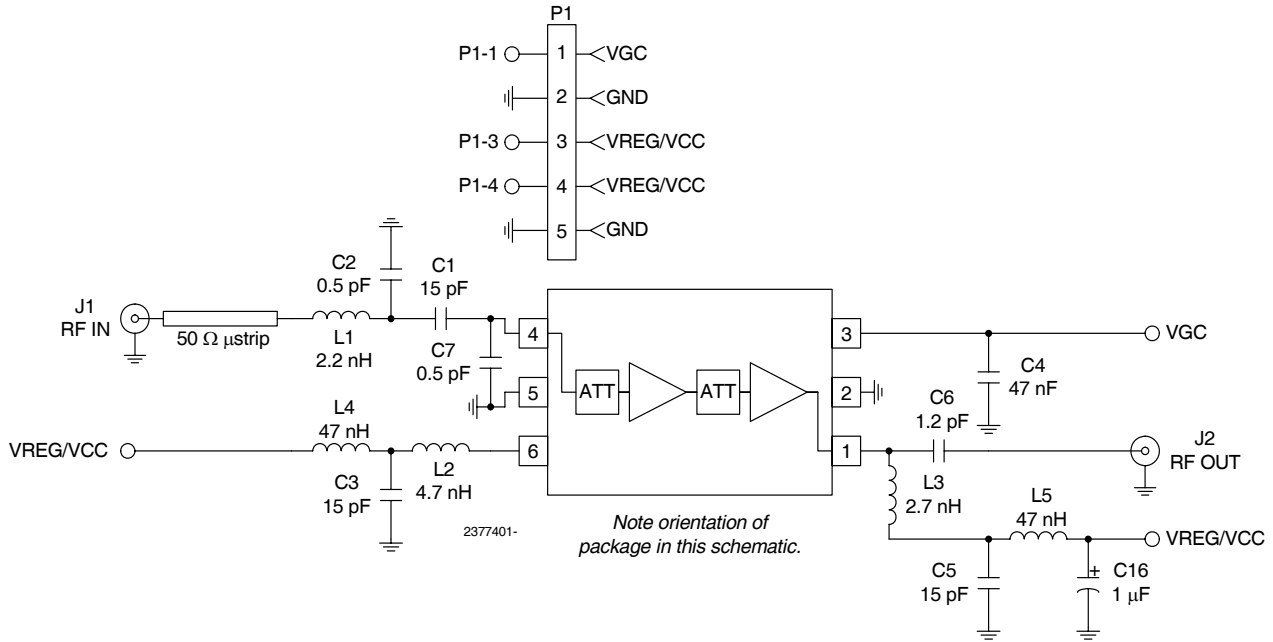 P1
P1-1 1 VGC
2 GND
P1-3 3 VREG/VCC
P1-4 4 VREG/VCC
5 GND
C2
0.5 pF
C1
15 pF
J1
RF IN
50 Ω μstrip
L1
2.2 nH
C7
0.5 pF
4
5
6
ATT
ATT
3
2
1
VGC
C4
47 nF
C6
1.2 pF
J2
RF OUT
L4
47 nH
VREG/VCC
C3
15 pF
L2
4.7 nH
L3
2.7 nH
L5
47 nH
VREG/VCC
2377401-
Note orientation of
package in this schematic.
C5
15 pF
+
C16
1 μF